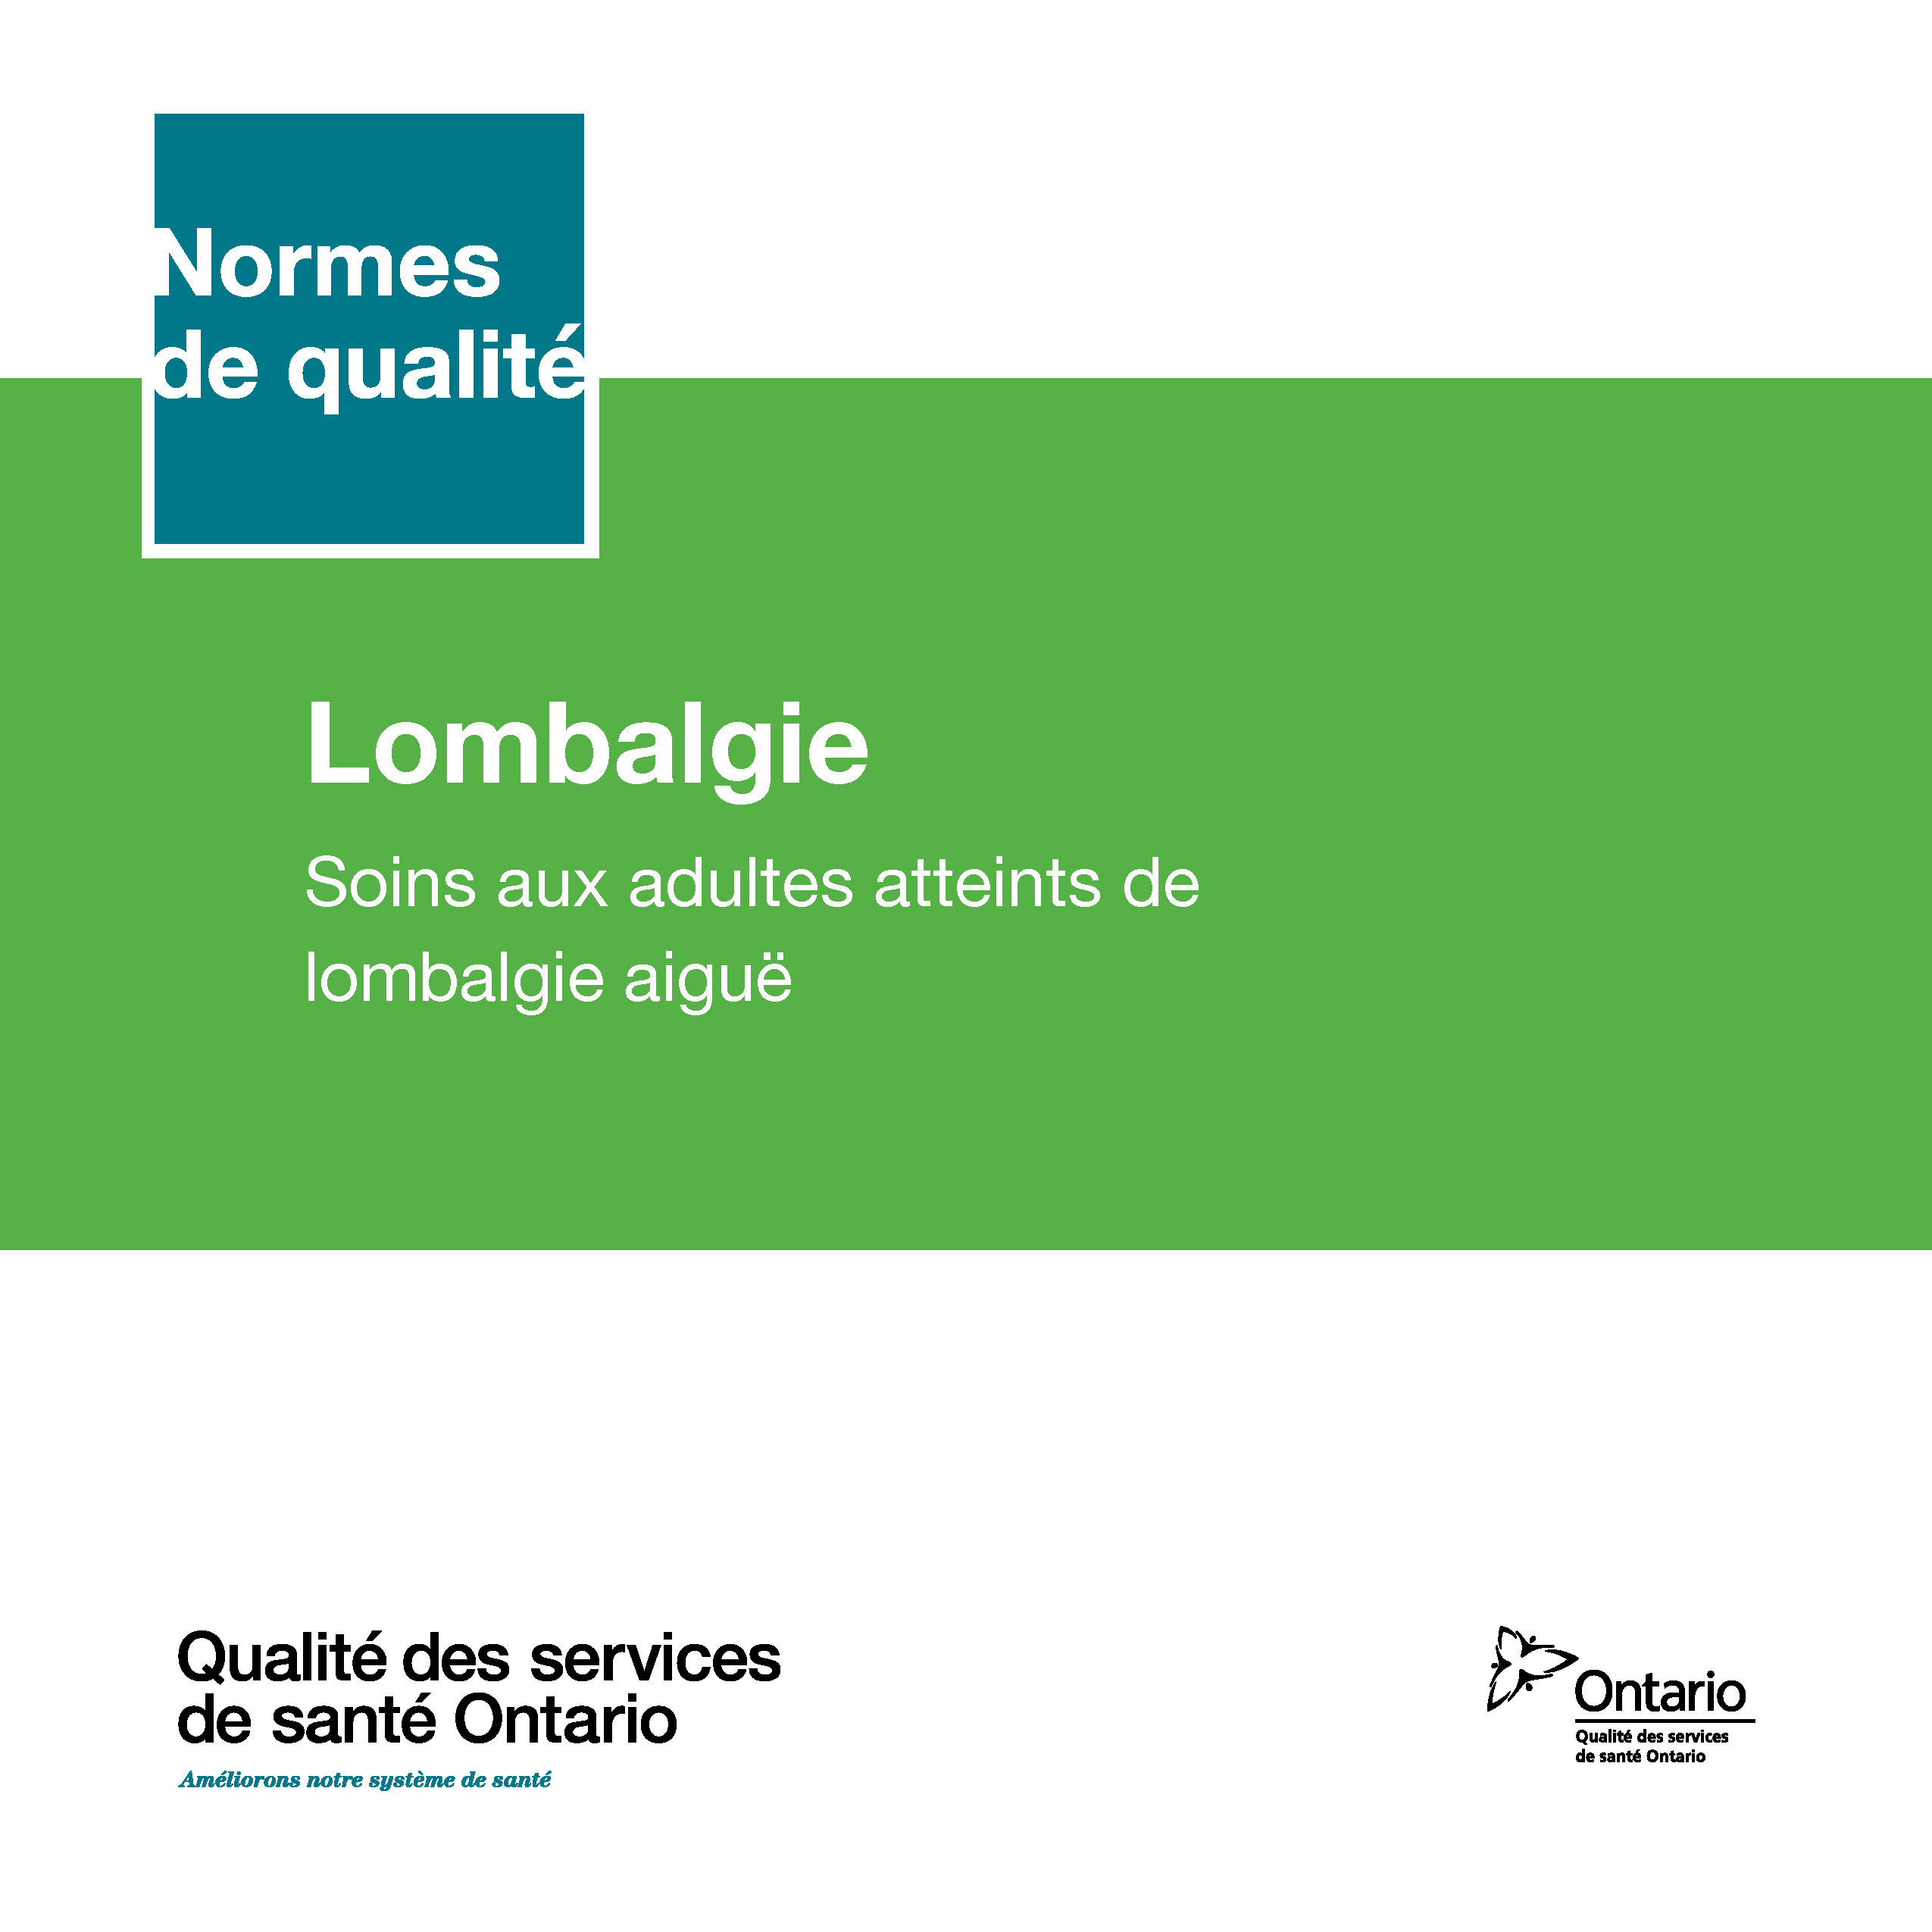 Normes
de qualité
Lombalgie
Soins aux adultes atteints de
lombalgie aiguë
Qualité des services
de santé Ontario
Améliorons notre système de santé
Ontario
Qualité des services
de santé Ontario